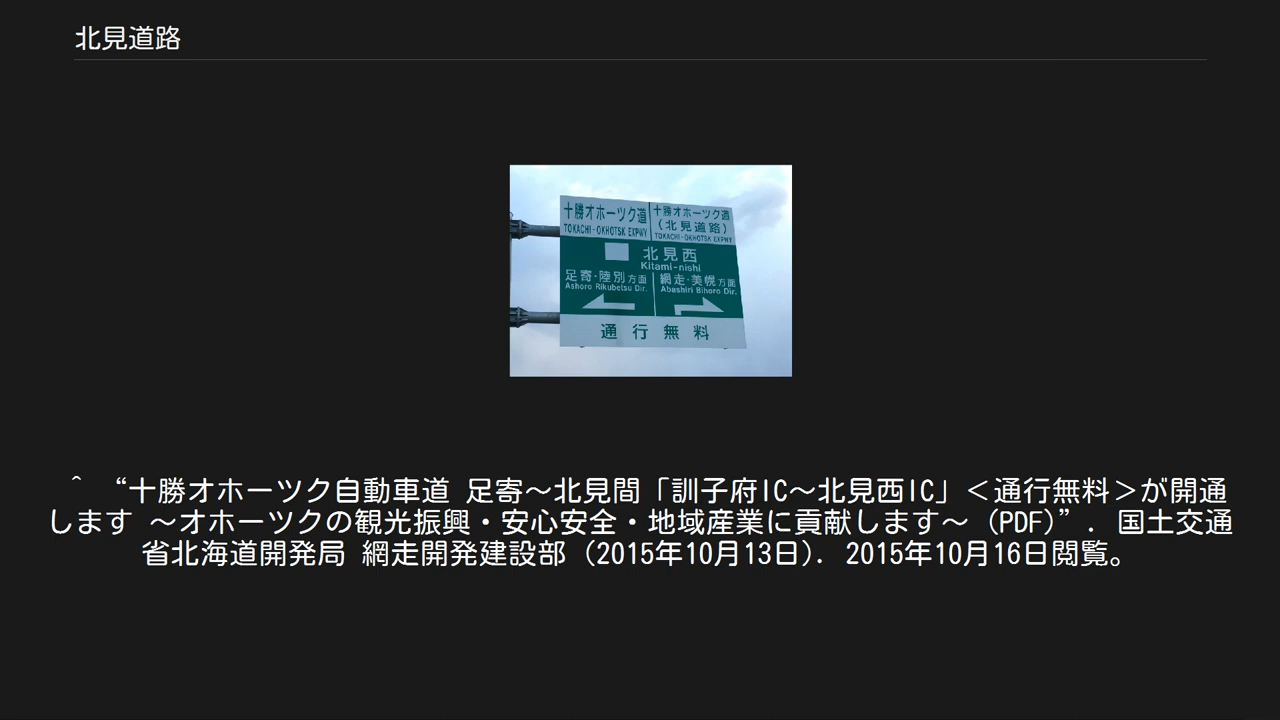 北見道路
十勝オホーツク道 十勝オホーツク道
(北見道路)
TOKACHI-OKHOTSK EXPWY TOKACHI-OKHOTSK EXPWY
北見西
Kitami-nishi
足寄・陸別方面 網走・美幌方面
Ashoro Rikubetsu Dir. Abashiri Bihoro Dir.
通行無料
^ “十勝オホーツク自動車道 足寄～北見間「訓子府IC～北見西IC」＜通行無料＞が開通
します ～オホーツクの観光振興・安心安全・地域産業に貢献します～ (PDF)”. 国土交通
省北海道開発局 網走開発建設部 (2015年10月13日). 2015年10月16日閲覧。